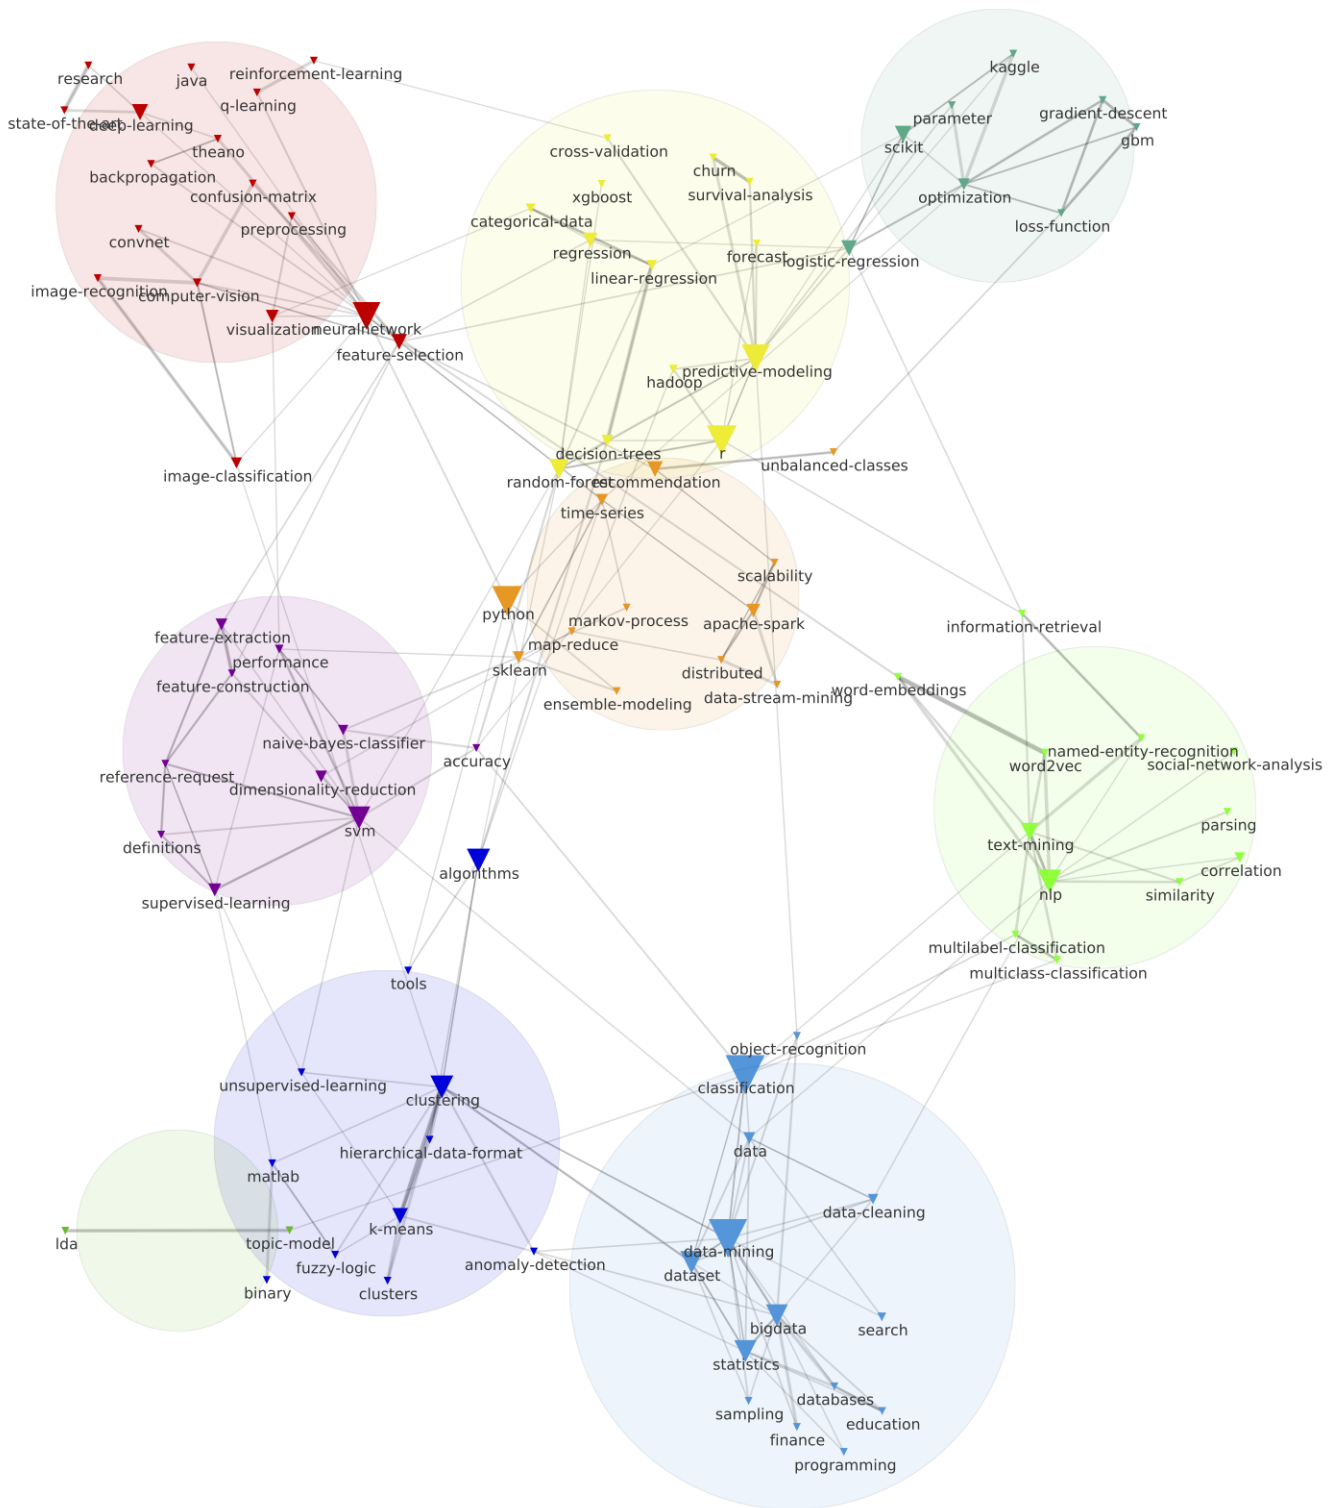 research
java
reinforcement-learning
q-learning
state-of-the-art
deep-learning
theano
backpropagation
confusion-matrix
preprocessing
convnet
image-recognition
computer-vision
visualization
neuralnetwork
feature-selection
image-classification
cross-validation
churn
survival-analysis
xgboost
categorical-data
regression
linear-regression
forecast
predictive-modeling
hadoop
decision-trees
r
random-forest
kaggle
parameter
gradient-descent
scikit
gbm
optimization
loss-function
logistic-regression
recommendation
unbalanced-classes
time-series
scalability
python
markov-process
apache-spark
map-reduce
sklearn
distributed
data-stream-mining
ensemble-modeling
information-retrieval
word-embeddings
named-entity-recognition
word2vec
social-network-analysis
parsing
text-mining
correlation
nlp
similarity
multilabel-classification
multiclass-classification
feature-extraction
performance
feature-construction
naive-bayes-classifier
accuracy
reference-request
dimensionality-reduction
svm
definitions
supervised-learning
algorithms
tools
unsupervised-learning
clustering
hierarchical-data-format
matlab
k-means
lda
topic-model
fuzzy-logic
anomaly-detection
binary
clusters
object-recognition
classification
data
data-cleaning
data-mining
dataset
bigdata
search
statistics
databases
sampling
education
finance
programming